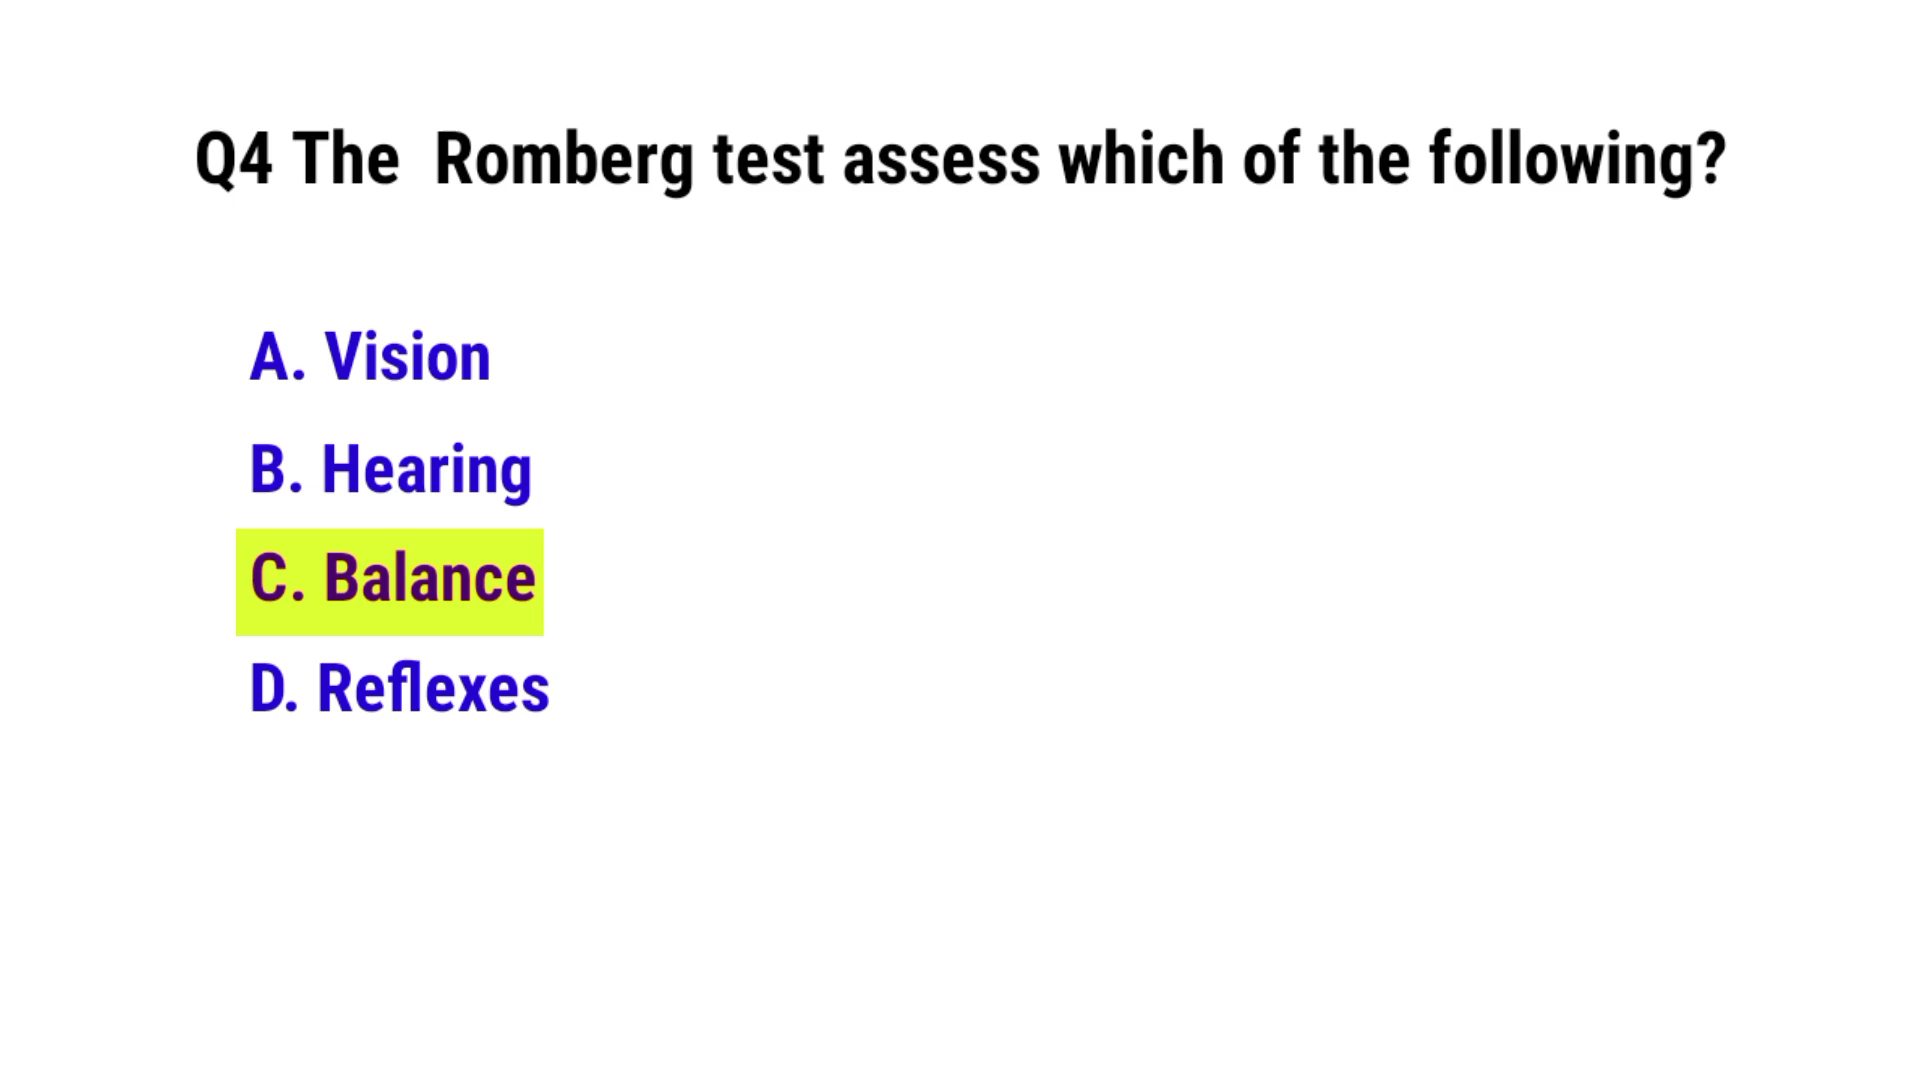 Q4 The  Romberg test assess which of the following?
A. Vision
B. Hearing
C. Balance
D. Reflexes